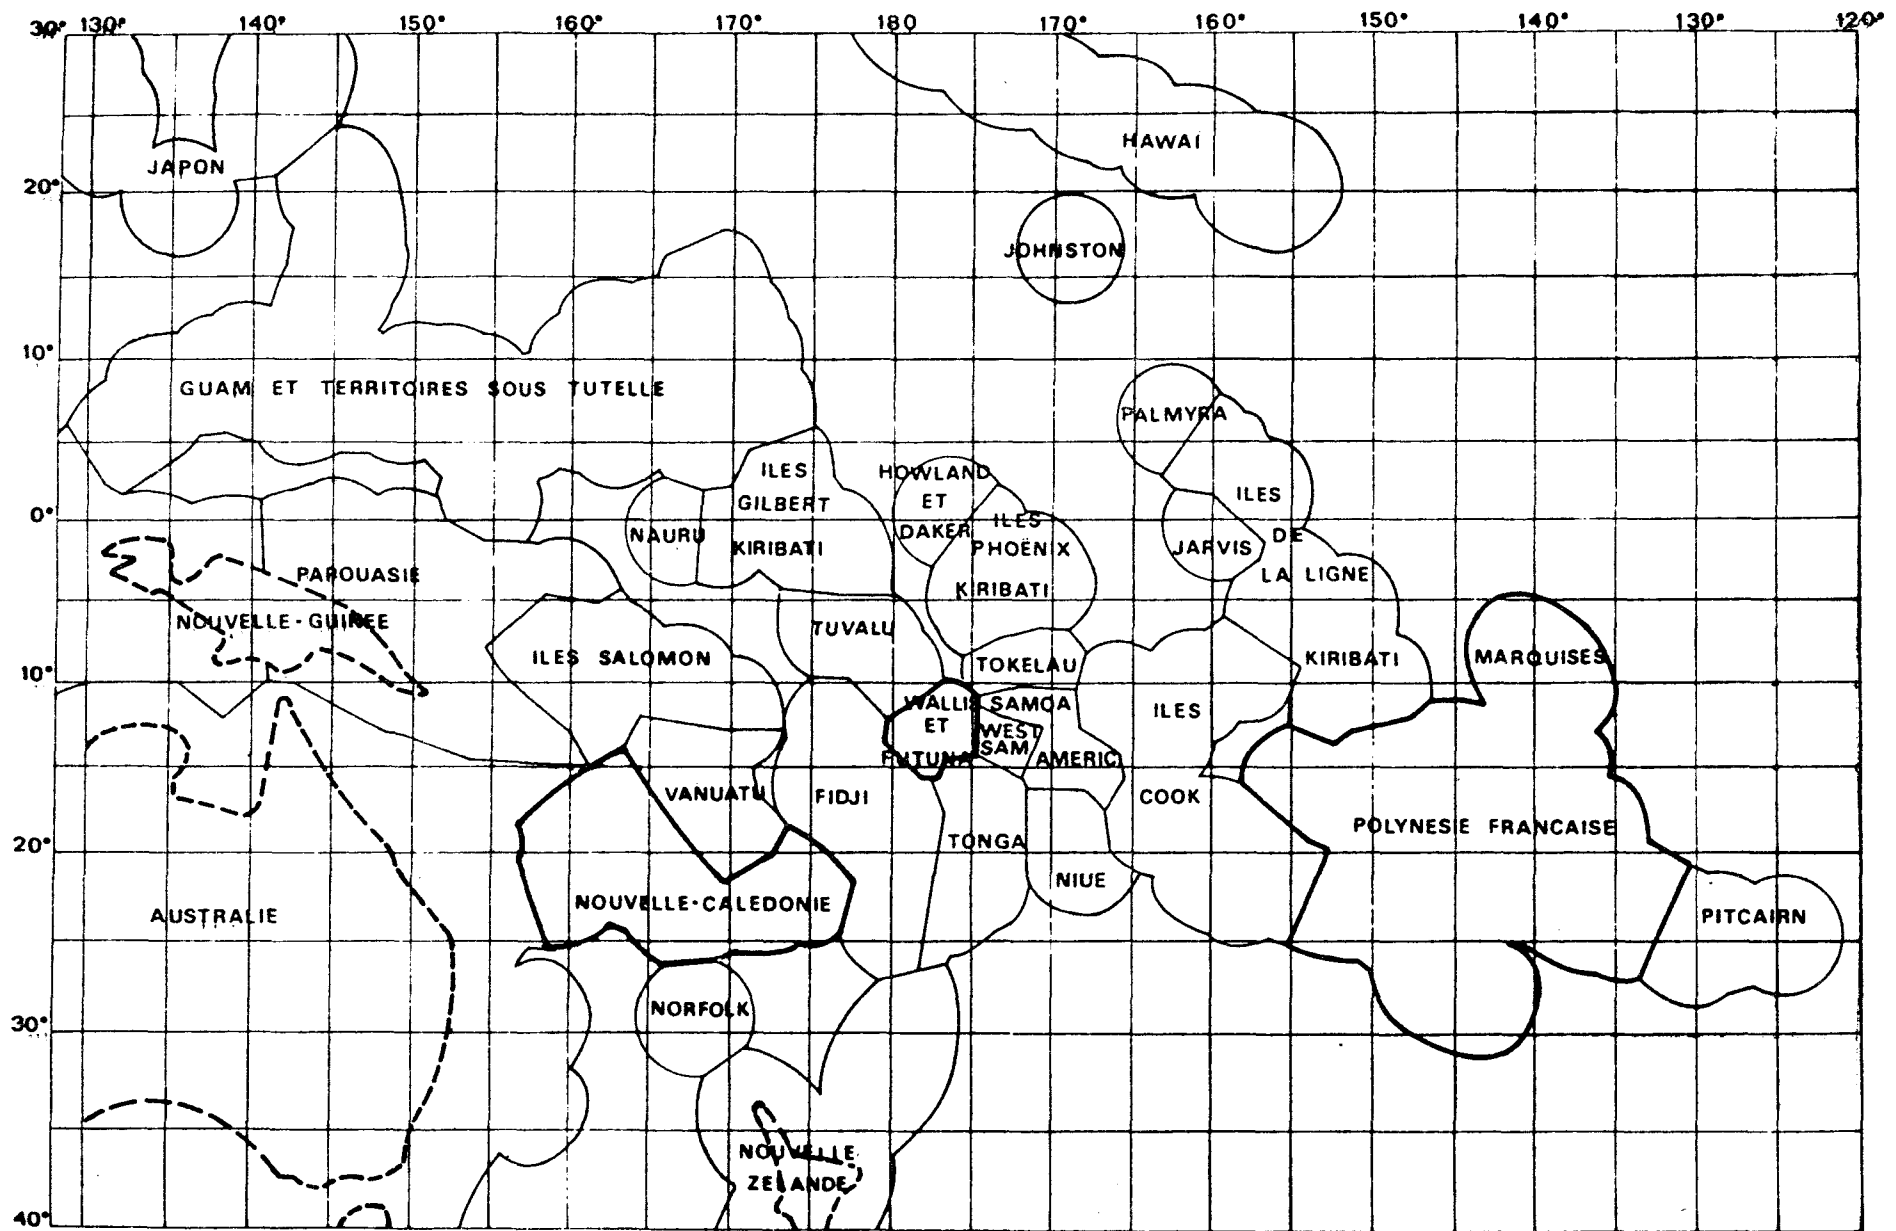 30° 130° 140° 150° 160° 170° 180° 170° 160° 150° 140° 130° 120°
HAWAI
JAPON
20°
JOHNSTON
10°
GUAM ET TERRITOIRES SOUS TUTELLE
PALMYRA
ILES
GILBERT
KIRIBATI
HOWLAND
ET
DAKER
ILES
PHOENIX
KIRIBATI
ILES
DE
LA LIGNE
KIRIBATI
0°
NAURU
JARVIS
PAPOUASIE
NOUVELLE-GUINEE
TUVALU
ILES SALOMON
TOKELAU
MARQUISES
10°
WALLIS
ET
FUTUNA
SAMOA
WEST
SAM
AMERIC
ILES
COOK
VANUATU
FIDJI
TONGA
POLYNESIE FRANCAISE
20°
NIUE
NOUVELLE-CALEDONIE
AUSTRALIE
PITCAIRN
NORFOLK
30°
NOUVELLE
ZELANDE
40°